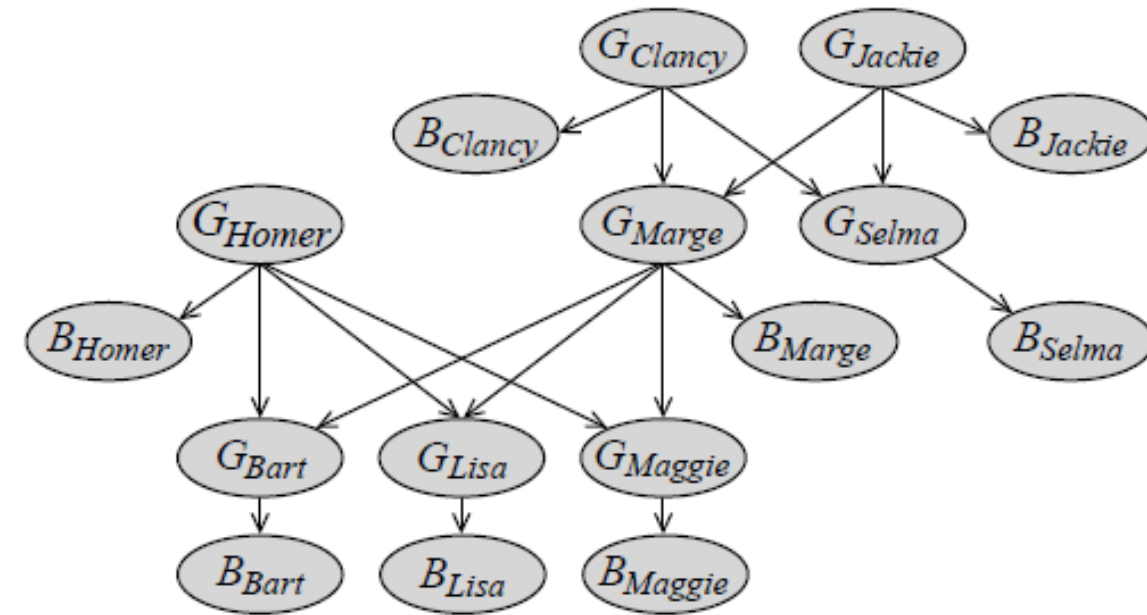 G_Clancy G_Jackie
B_Clancy B_Jackie
G_Homer G_Marge G_Selma
B_Homer B_Marge B_Selma
G_Bart G_Lisa G_Maggie
B_Bart B_Lisa B_Maggie